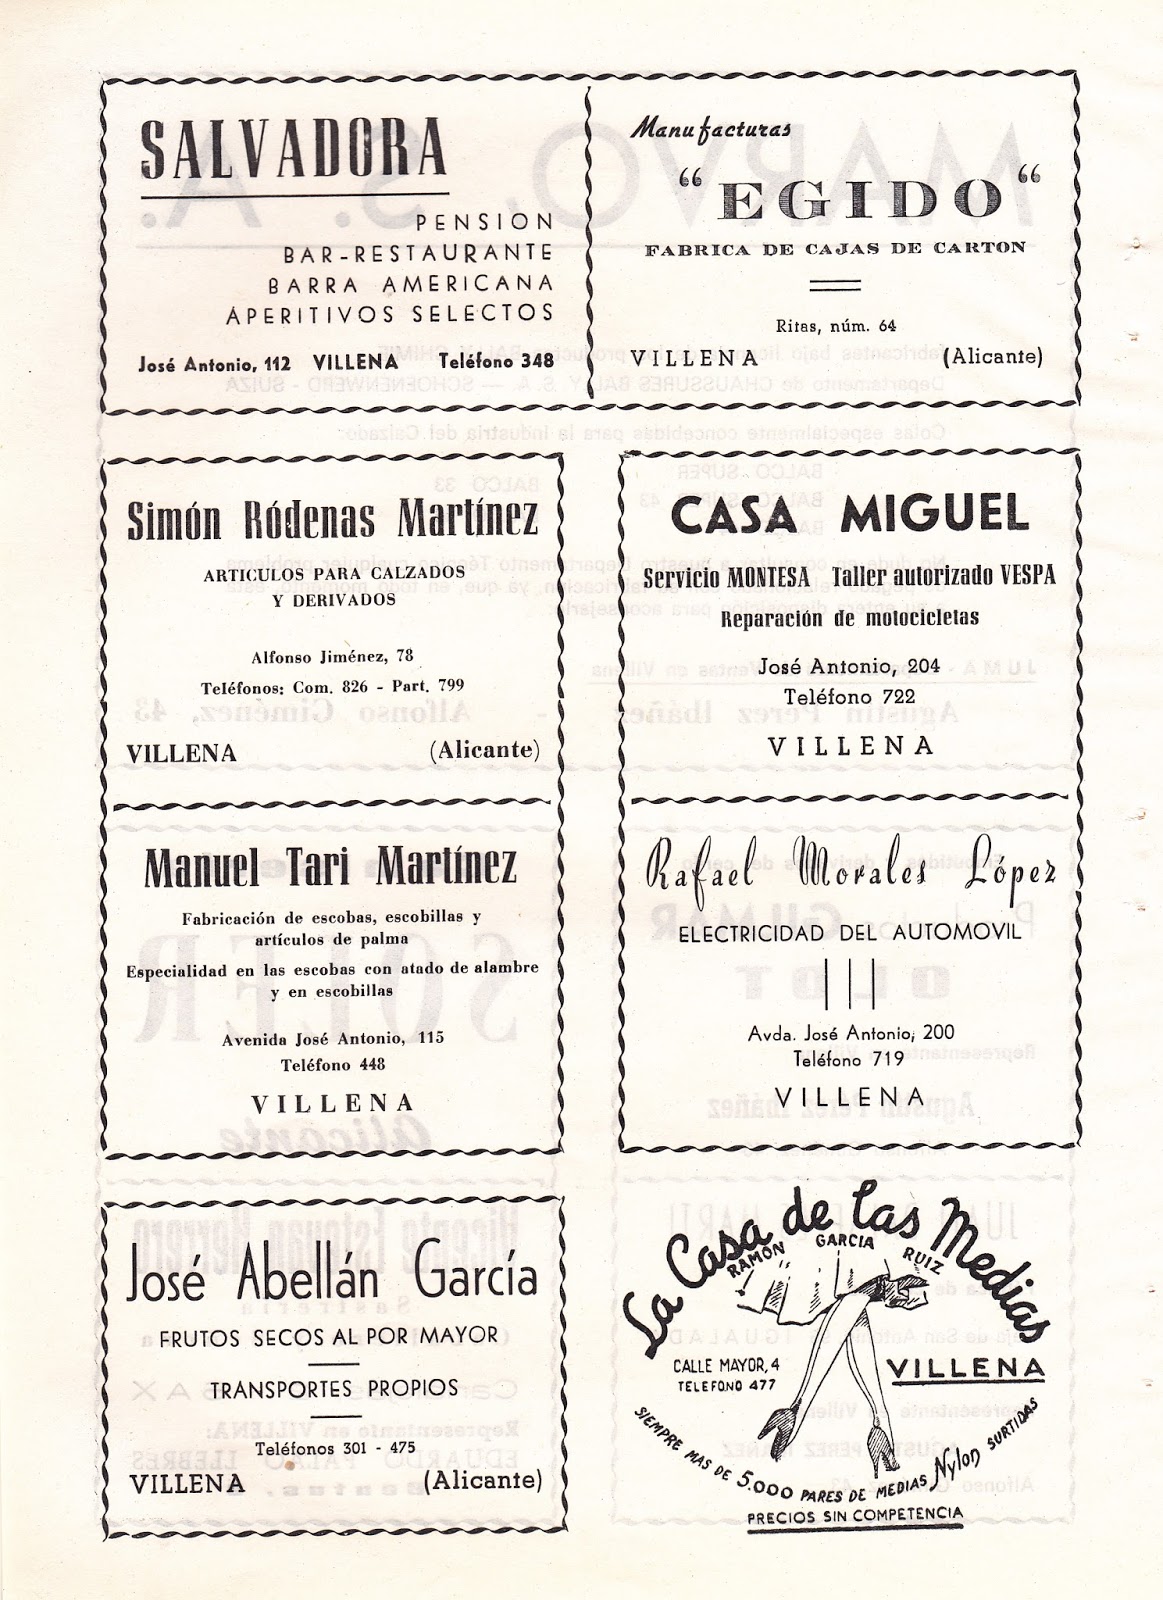 SALVADORA
PENSION
BAR-RESTAURANTE
BARRA AMERICANA
APERITIVOS SELECTOS
José Antonio, 112 VILLENA Teléfono 348
Manufacturas
"EGIDO"
FABRICA DE CAJAS DE CARTON
Ritas, núm. 64
VILLENA (Alicante)
Simón Ródenas Martínez
ARTICULOS PARA CALZADOS
Y DERIVADOS
Alfonso Jiménez, 78
Teléfonos: Com. 826 - Part. 799
VILLENA (Alicante)
CASA MIGUEL
Servicio MONTESA Taller autorizado VESPA
Reparación de motocicletas
José Antonio, 204
Teléfono 722
VILLENA
Manuel Tari Martínez
Fabricación de escobas, escobillas y
artículos de palma
Especialidad en las escobas con atado de alambre
y en escobillas
Avenida José Antonio, 115
Teléfono 448
VILLENA
Rafael Morales López
ELECTRICIDAD DEL AUTOMOVIL
Avda. José Antonio, 200
Teléfono 719
VILLENA
José Abellán García
FRUTOS SECOS AL POR MAYOR
TRANSPORTES PROPIOS
Teléfonos 301 - 475
VILLENA (Alicante)
La Casa de las Medias
RAMÓN GARCIA RUIZ
CALLE MAYOR, 4
TELEFONO 477
VILLENA
SIEMPRE MAS DE 5.000 PARES DE MEDIAS Nylon SURTIDAS
PRECIOS SIN COMPETENCIA